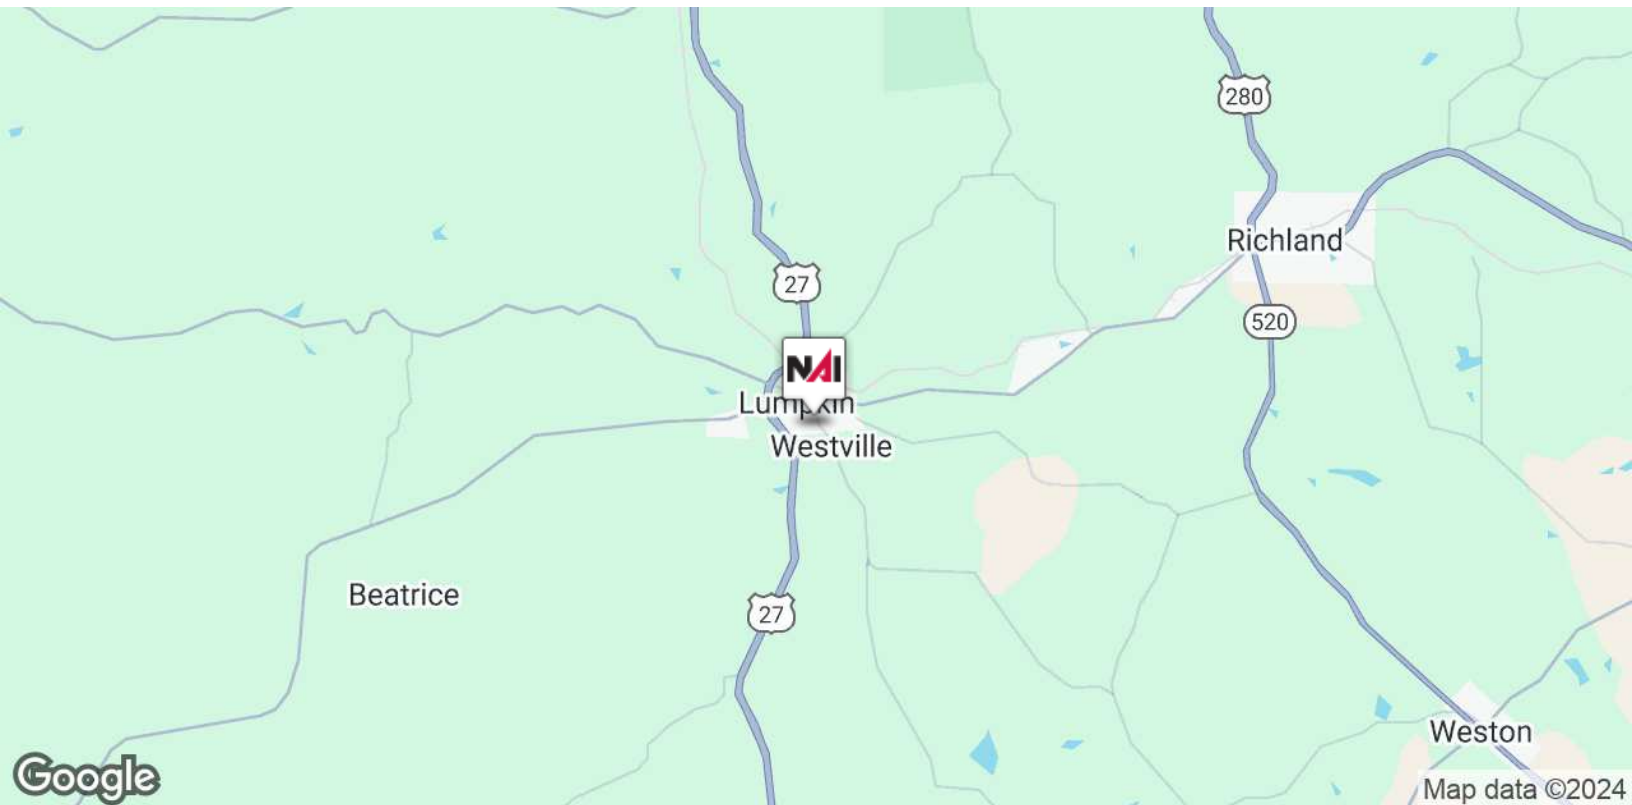 280
Richland
27
520
NAI
Lumpkin
Westville
Beatrice
27
Weston
Google
Map data ©2024